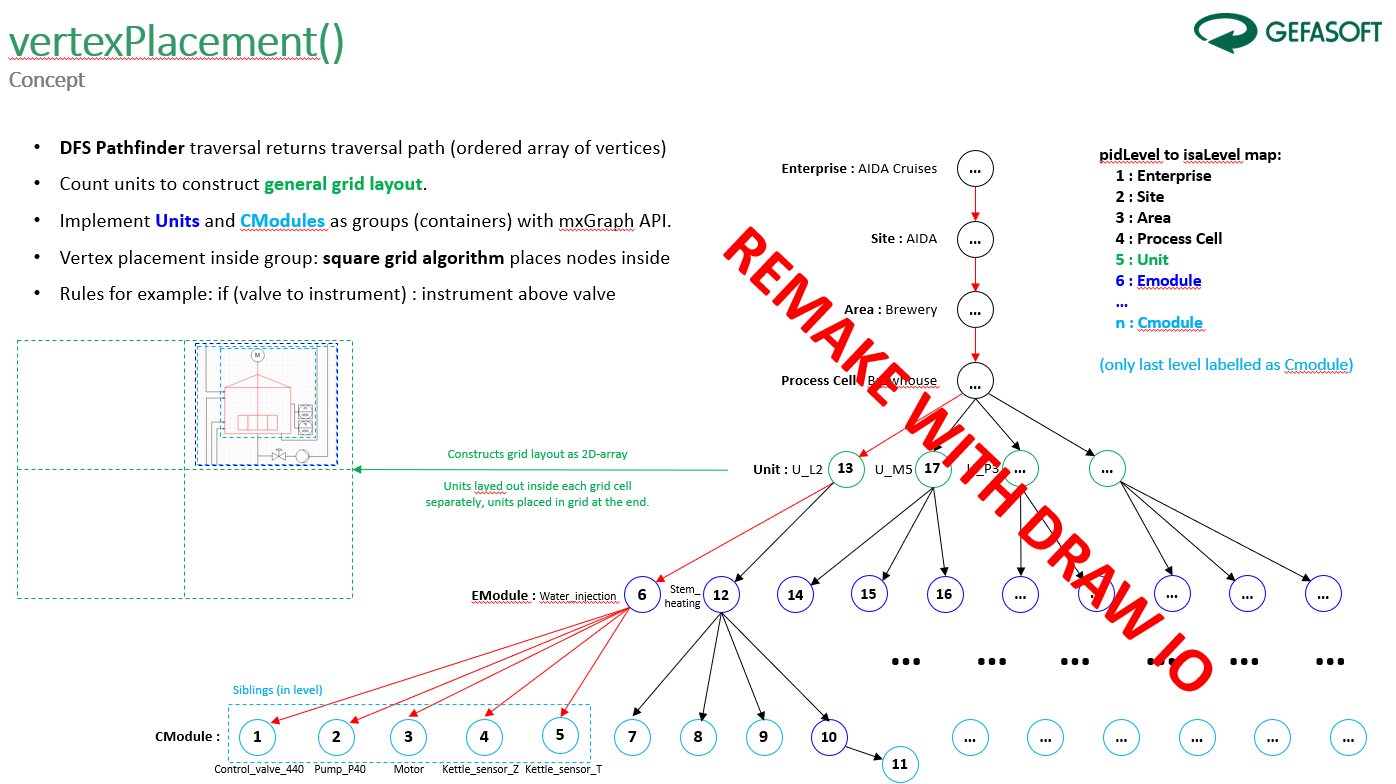 vertexPlacement()
Concept
GEFASOFT
• DFS Pathfinder traversal returns traversal path (ordered array of vertices)
• Count units to construct general grid layout.
• Implement Units and CModules as groups (containers) with mxGraph API.
• Vertex placement inside group: square grid algorithm places nodes inside
• Rules for example: if (valve to instrument) : instrument above valve
Enterprise : AIDA Cruises ...
Site : AIDA ...
Area : Brewery ...
Process Cell : Brewhouse ...
pidLevel to isaLevel map:
1 : Enterprise
2 : Site
3 : Area
4 : Process Cell
5 : Unit
6 : Emodule
...
n : Cmodule
(only last level labelled as Cmodule)
REMAKE WITH DRAW IO
M
Constructs grid layout as 2D-array
Units layed out inside each grid cell
separately, units placed in grid at the end.
Unit : U_L2 13 U_M5 17 U_P3 ... ...
EModule : Water_injection 6 Stem_
heating 12 14 15 16 ... ... ... ... ...
... ... ... ... ... ...
Siblings (in level)
CModule : 1 2 3 4 5 7 8 9 10 11 ... ... ... ... ... ...
Control_valve_440 Pump_P40 Motor Kettle_sensor_Z Kettle_sensor_T